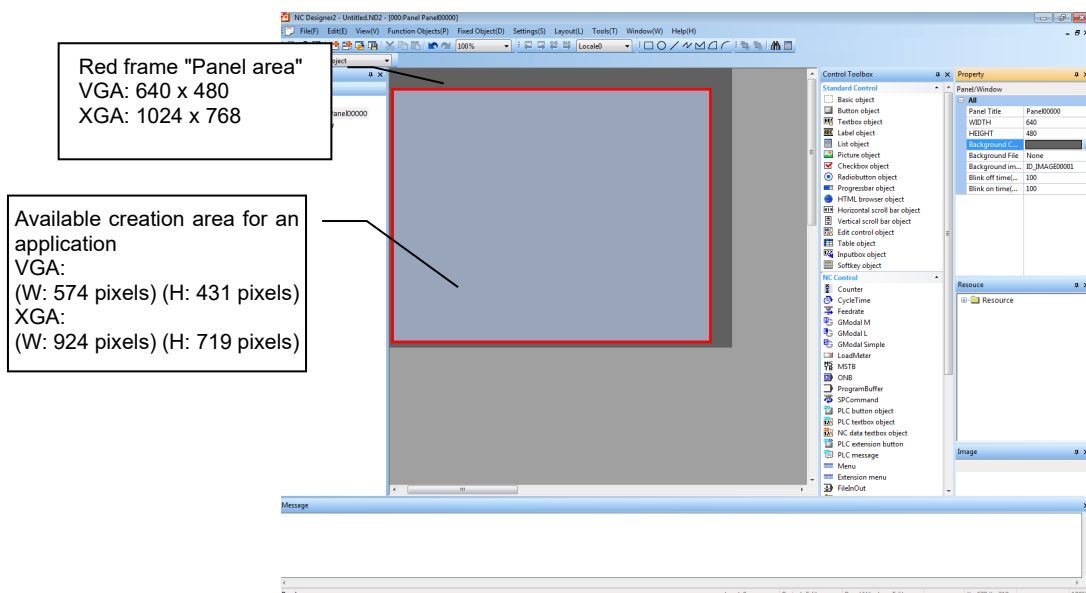 NC Designer2 - Untitled.ND2 - [000:Panel Panel00000]
File(F) Edit(E) View(V) Function Objects(P) Fixed Object(D) Settings(S) Layout(L) Tools(T) Window(W) Help(H)
100%
Locale0
Red frame "Panel area"
VGA: 640 x 480
XGA: 1024 x 768
Available creation area for an
application
VGA:
(W: 574 pixels) (H: 431 pixels)
XGA:
(W: 924 pixels) (H: 719 pixels)
Control Toolbox
Standard Control
Basic object
Button object
Textbox object
Label object
List object
Picture object
Checkbox object
Radiobutton object
Progressbar object
HTML browser object
Horizontal scroll bar object
Vertical scroll bar object
Edit control object
Table object
Inputbox object
Softkey object
NC Control
Counter
CycleTime
Feedrate
GModal M
GModal L
GModal Simple
LoadMeter
MSTB
ONB
ProgramBuffer
SPCommand
PLC button object
PLC textbox object
NC data textbox object
PLC extension button
PLC message
Menu
Extension menu
FileInOut
Property
Panel/Window
All
Panel Title Panel00000
WIDTH 640
HEIGHT 480
Background C...
Background File None
Background im... ID_IMAGE00001
Blink off time(... 100
Blink on time(... 100
Resouce
Resource
Image
Message